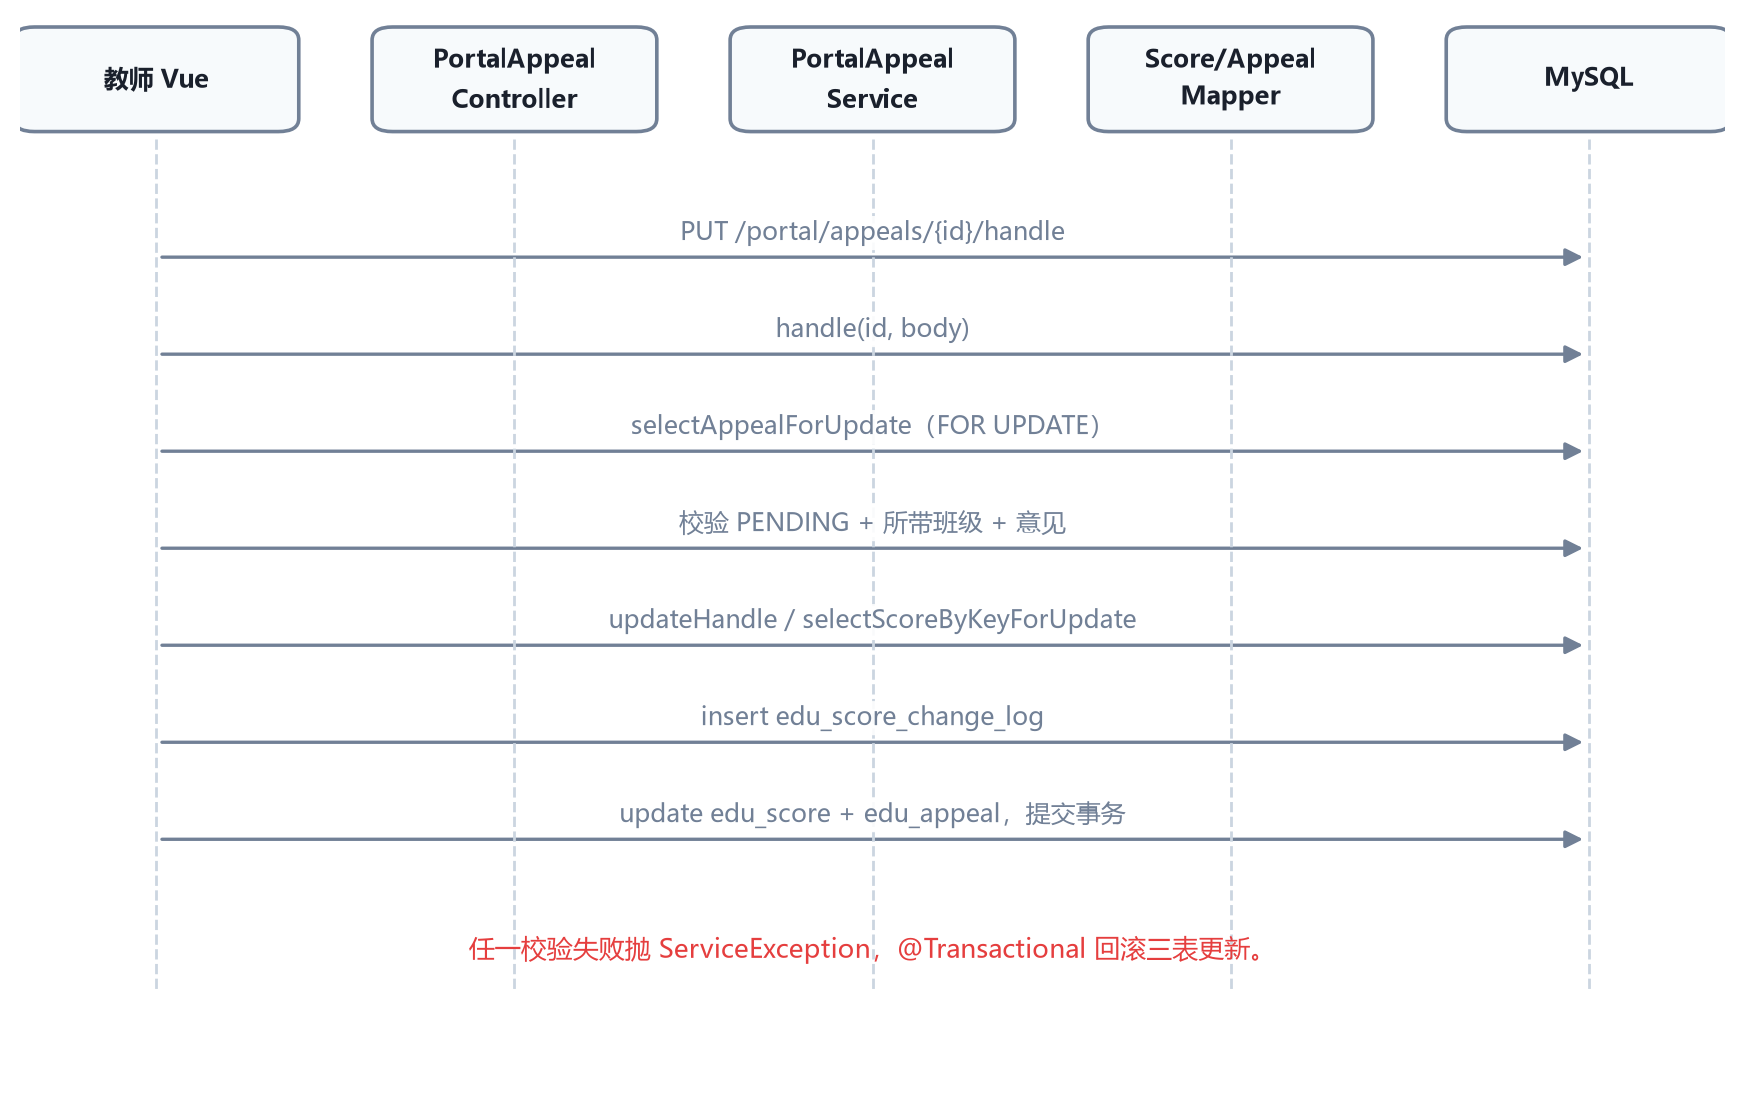 教师 Vue
PortalAppeal
Controller
PortalAppeal
Service
Score/Appeal
Mapper
MySQL
PUT /portal/appeals/{id}/handle
handle(id, body)
selectAppealForUpdate（FOR UPDATE）
校验 PENDING + 所带班级 + 意见
updateHandle / selectScoreByKeyForUpdate
insert edu_score_change_log
update edu_score + edu_appeal，提交事务
任一校验失败抛 ServiceException，@Transactional 回滚三表更新。